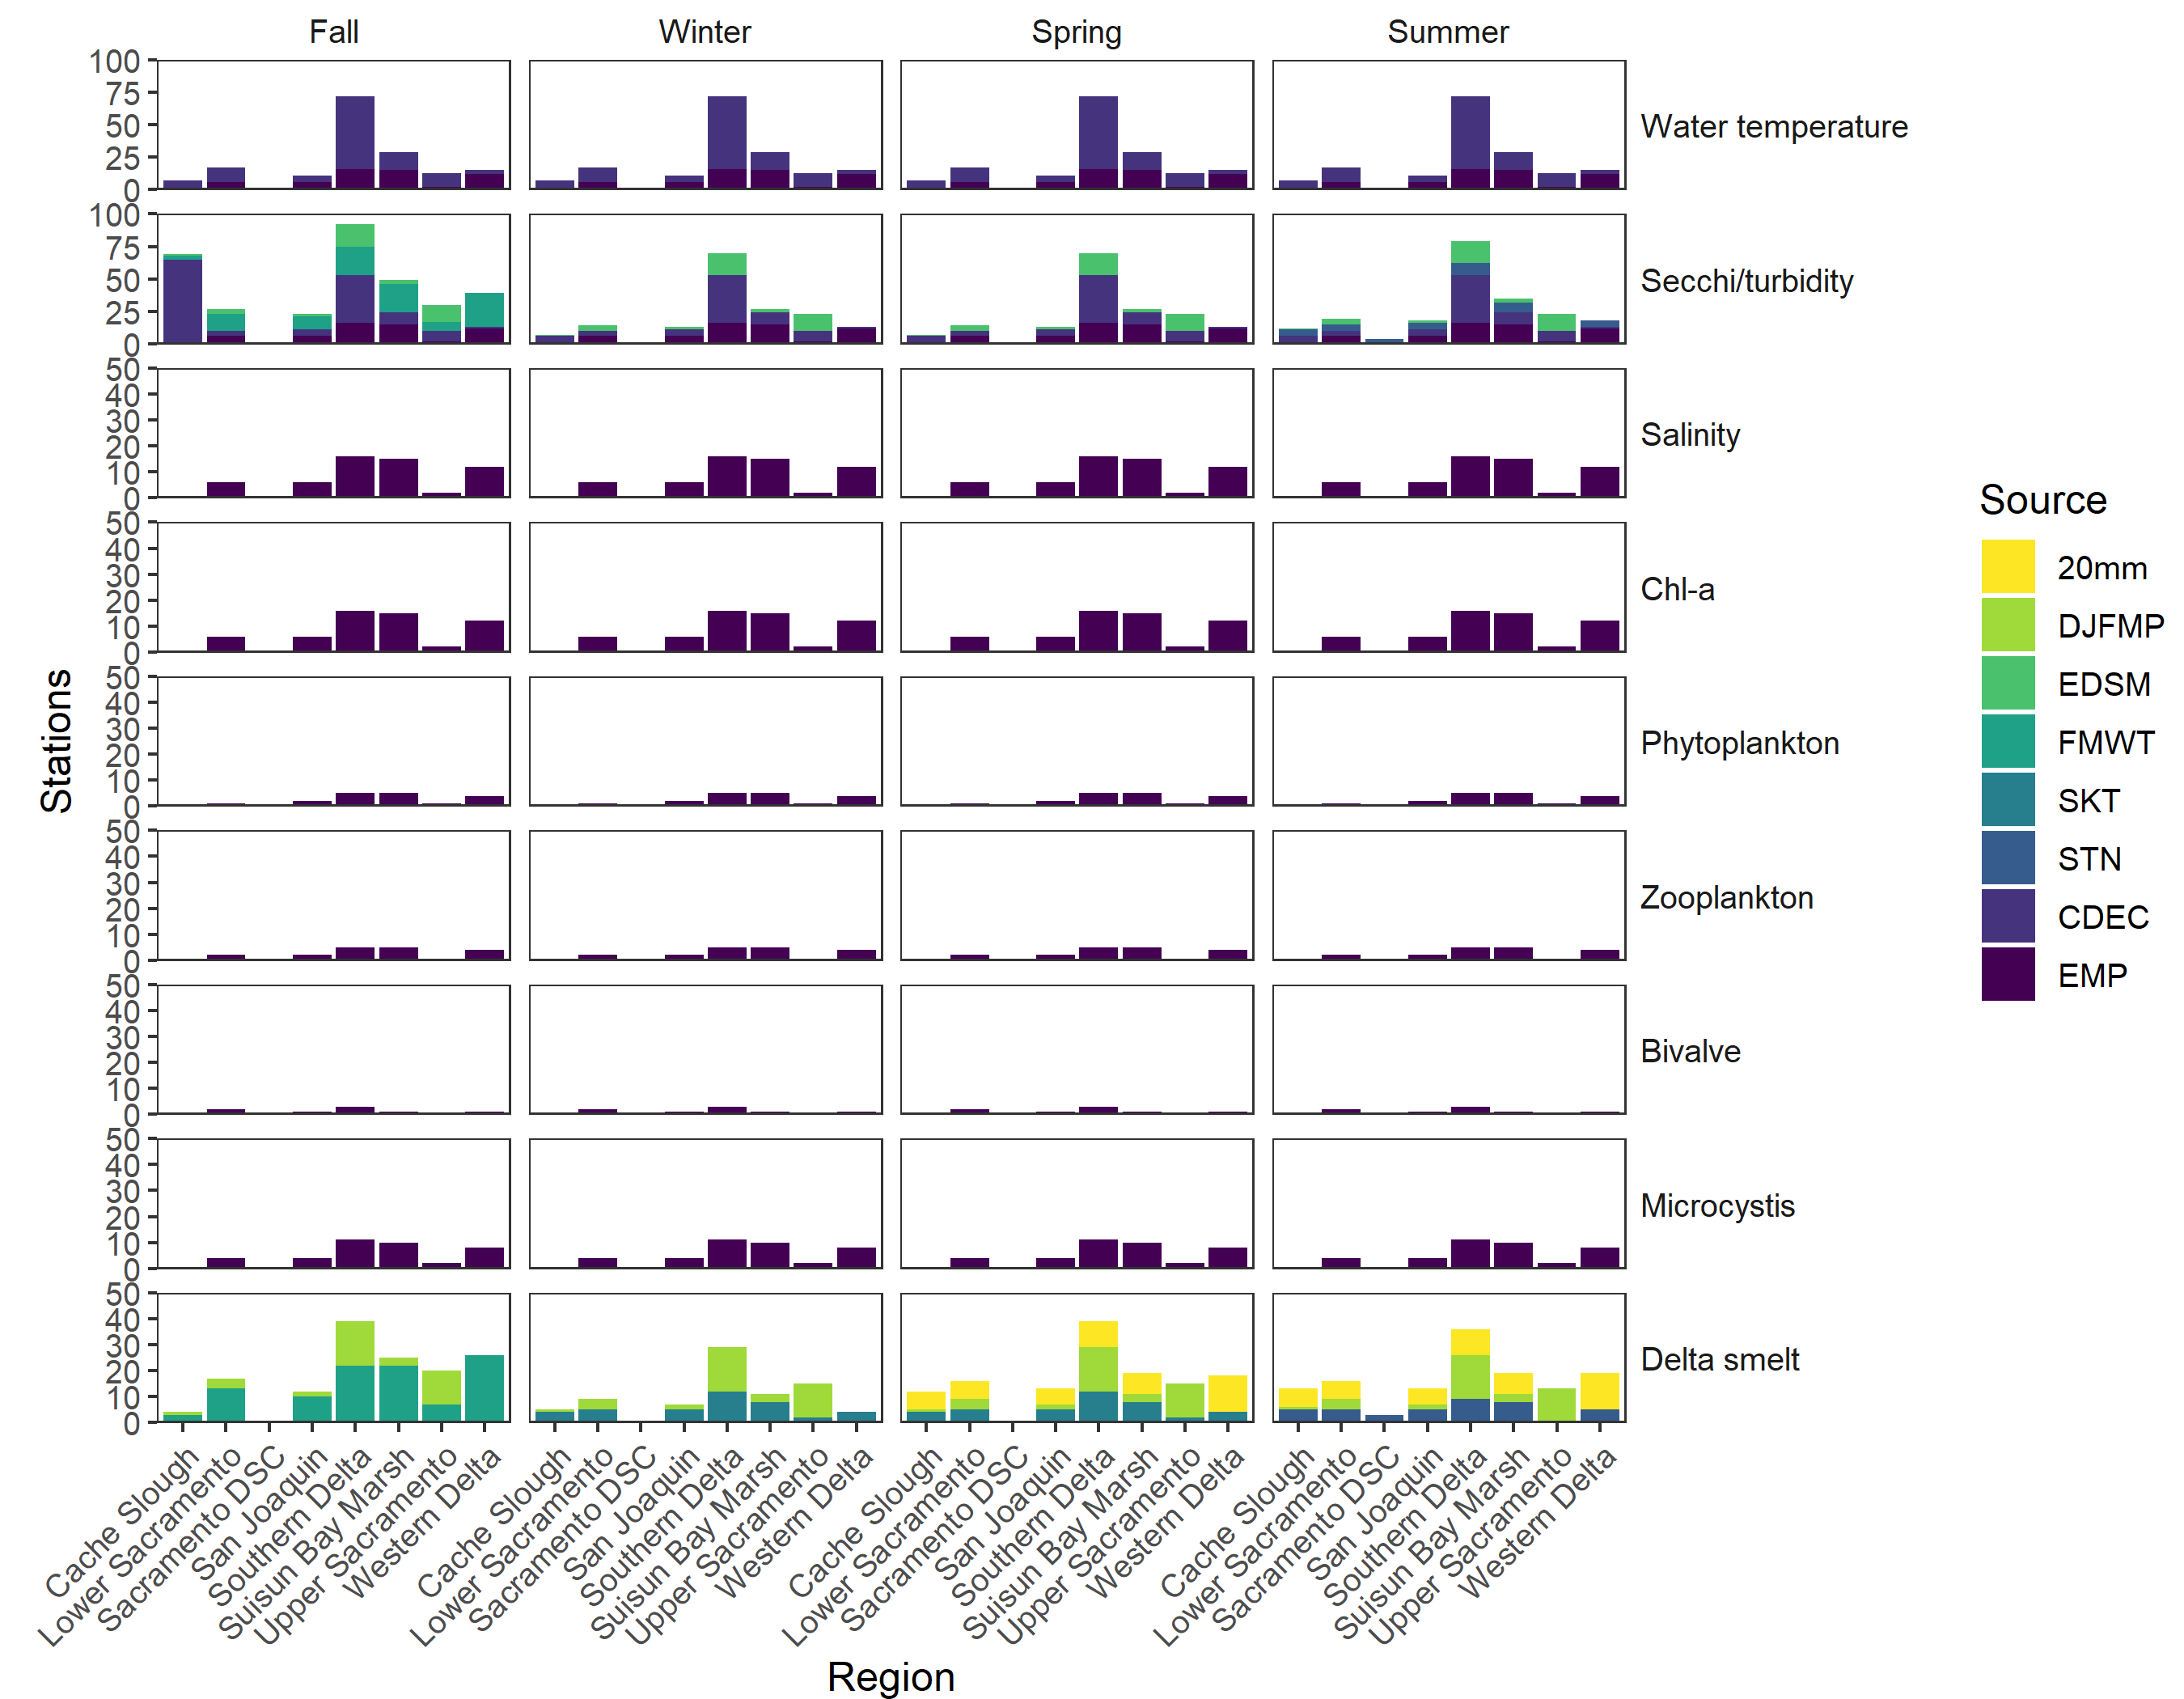 Fall Winter Spring Summer
100
75
50
25
0
Water temperature
100
75
50
25
0
Secchi/turbidity
50
40
30
20
10
0
Salinity
50
40
30
20
10
0
Chl-a
50
40
30
20
10
0
Phytoplankton
50
40
30
20
10
0
Zooplankton
50
40
30
20
10
0
Bivalve
50
40
30
20
10
0
Microcystis
50
40
30
20
10
0
Delta smelt
Stations
Cache Slough
Lower Sacramento
Sacramento DSC
San Joaquin
Southern Delta
Suisun Bay Marsh
Upper Sacramento
Western Delta
Cache Slough
Lower Sacramento
Sacramento DSC
San Joaquin
Southern Delta
Suisun Bay Marsh
Upper Sacramento
Western Delta
Cache Slough
Lower Sacramento
Sacramento DSC
San Joaquin
Southern Delta
Suisun Bay Marsh
Upper Sacramento
Western Delta
Cache Slough
Lower Sacramento
Sacramento DSC
San Joaquin
Southern Delta
Suisun Bay Marsh
Upper Sacramento
Western Delta
Region
Source
20mm
DJFMP
EDSM
FMWT
SKT
STN
CDEC
EMP